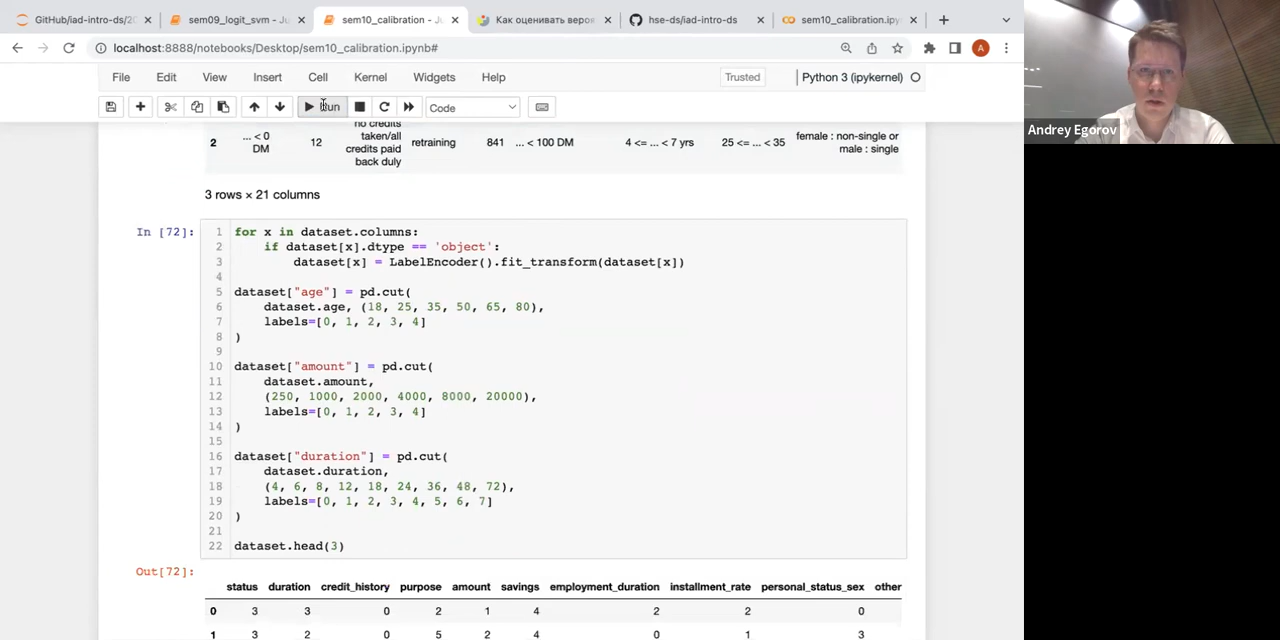 GitHub/iad-intro-ds/20
sem09_logit_svm - Ju
sem10_calibration - J
Как оценивать вероя
hse-ds/iad-intro-ds
sem10_calibration.ipyn
localhost:8888/notebooks/Desktop/sem10_calibration.ipynb#
A
File Edit View Insert Cell Kernel Widgets Help
Trusted
Python 3 (ipykernel)
Run
Code
Andrey Egorov
2 ... < 0 DM 12 no credits taken/all credits paid back duly retraining 841 ... < 100 DM 4 <= ... < 7 yrs 25 <= ... < 35 female : non-single or male : single
3 rows × 21 columns
In [72]:
1 for x in dataset.columns:
2 if dataset[x].dtype == 'object':
3 dataset[x] = LabelEncoder().fit_transform(dataset[x])
4
5 dataset["age"] = pd.cut(
6 dataset.age, (18, 25, 35, 50, 65, 80),
7 labels=[0, 1, 2, 3, 4]
8 )
9
10 dataset["amount"] = pd.cut(
11 dataset.amount,
12 (250, 1000, 2000, 4000, 8000, 20000),
13 labels=[0, 1, 2, 3, 4]
14 )
15
16 dataset["duration"] = pd.cut(
17 dataset.duration,
18 (4, 6, 8, 12, 18, 24, 36, 48, 72),
19 labels=[0, 1, 2, 3, 4, 5, 6, 7]
20 )
21
22 dataset.head(3)
Out[72]:
status duration credit_history purpose amount savings employment_duration installment_rate personal_status_sex other
0 3 3 0 2 1 4 2 2 0
1 3 2 0 5 2 4 0 1 3